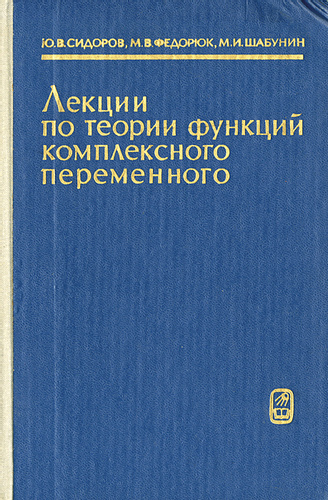 Ю.В.СИДОРОВ, М.В.ФЕДОРЮК, М.И.ШАБУНИН
Лекции
по теории функций
комплексного
переменного